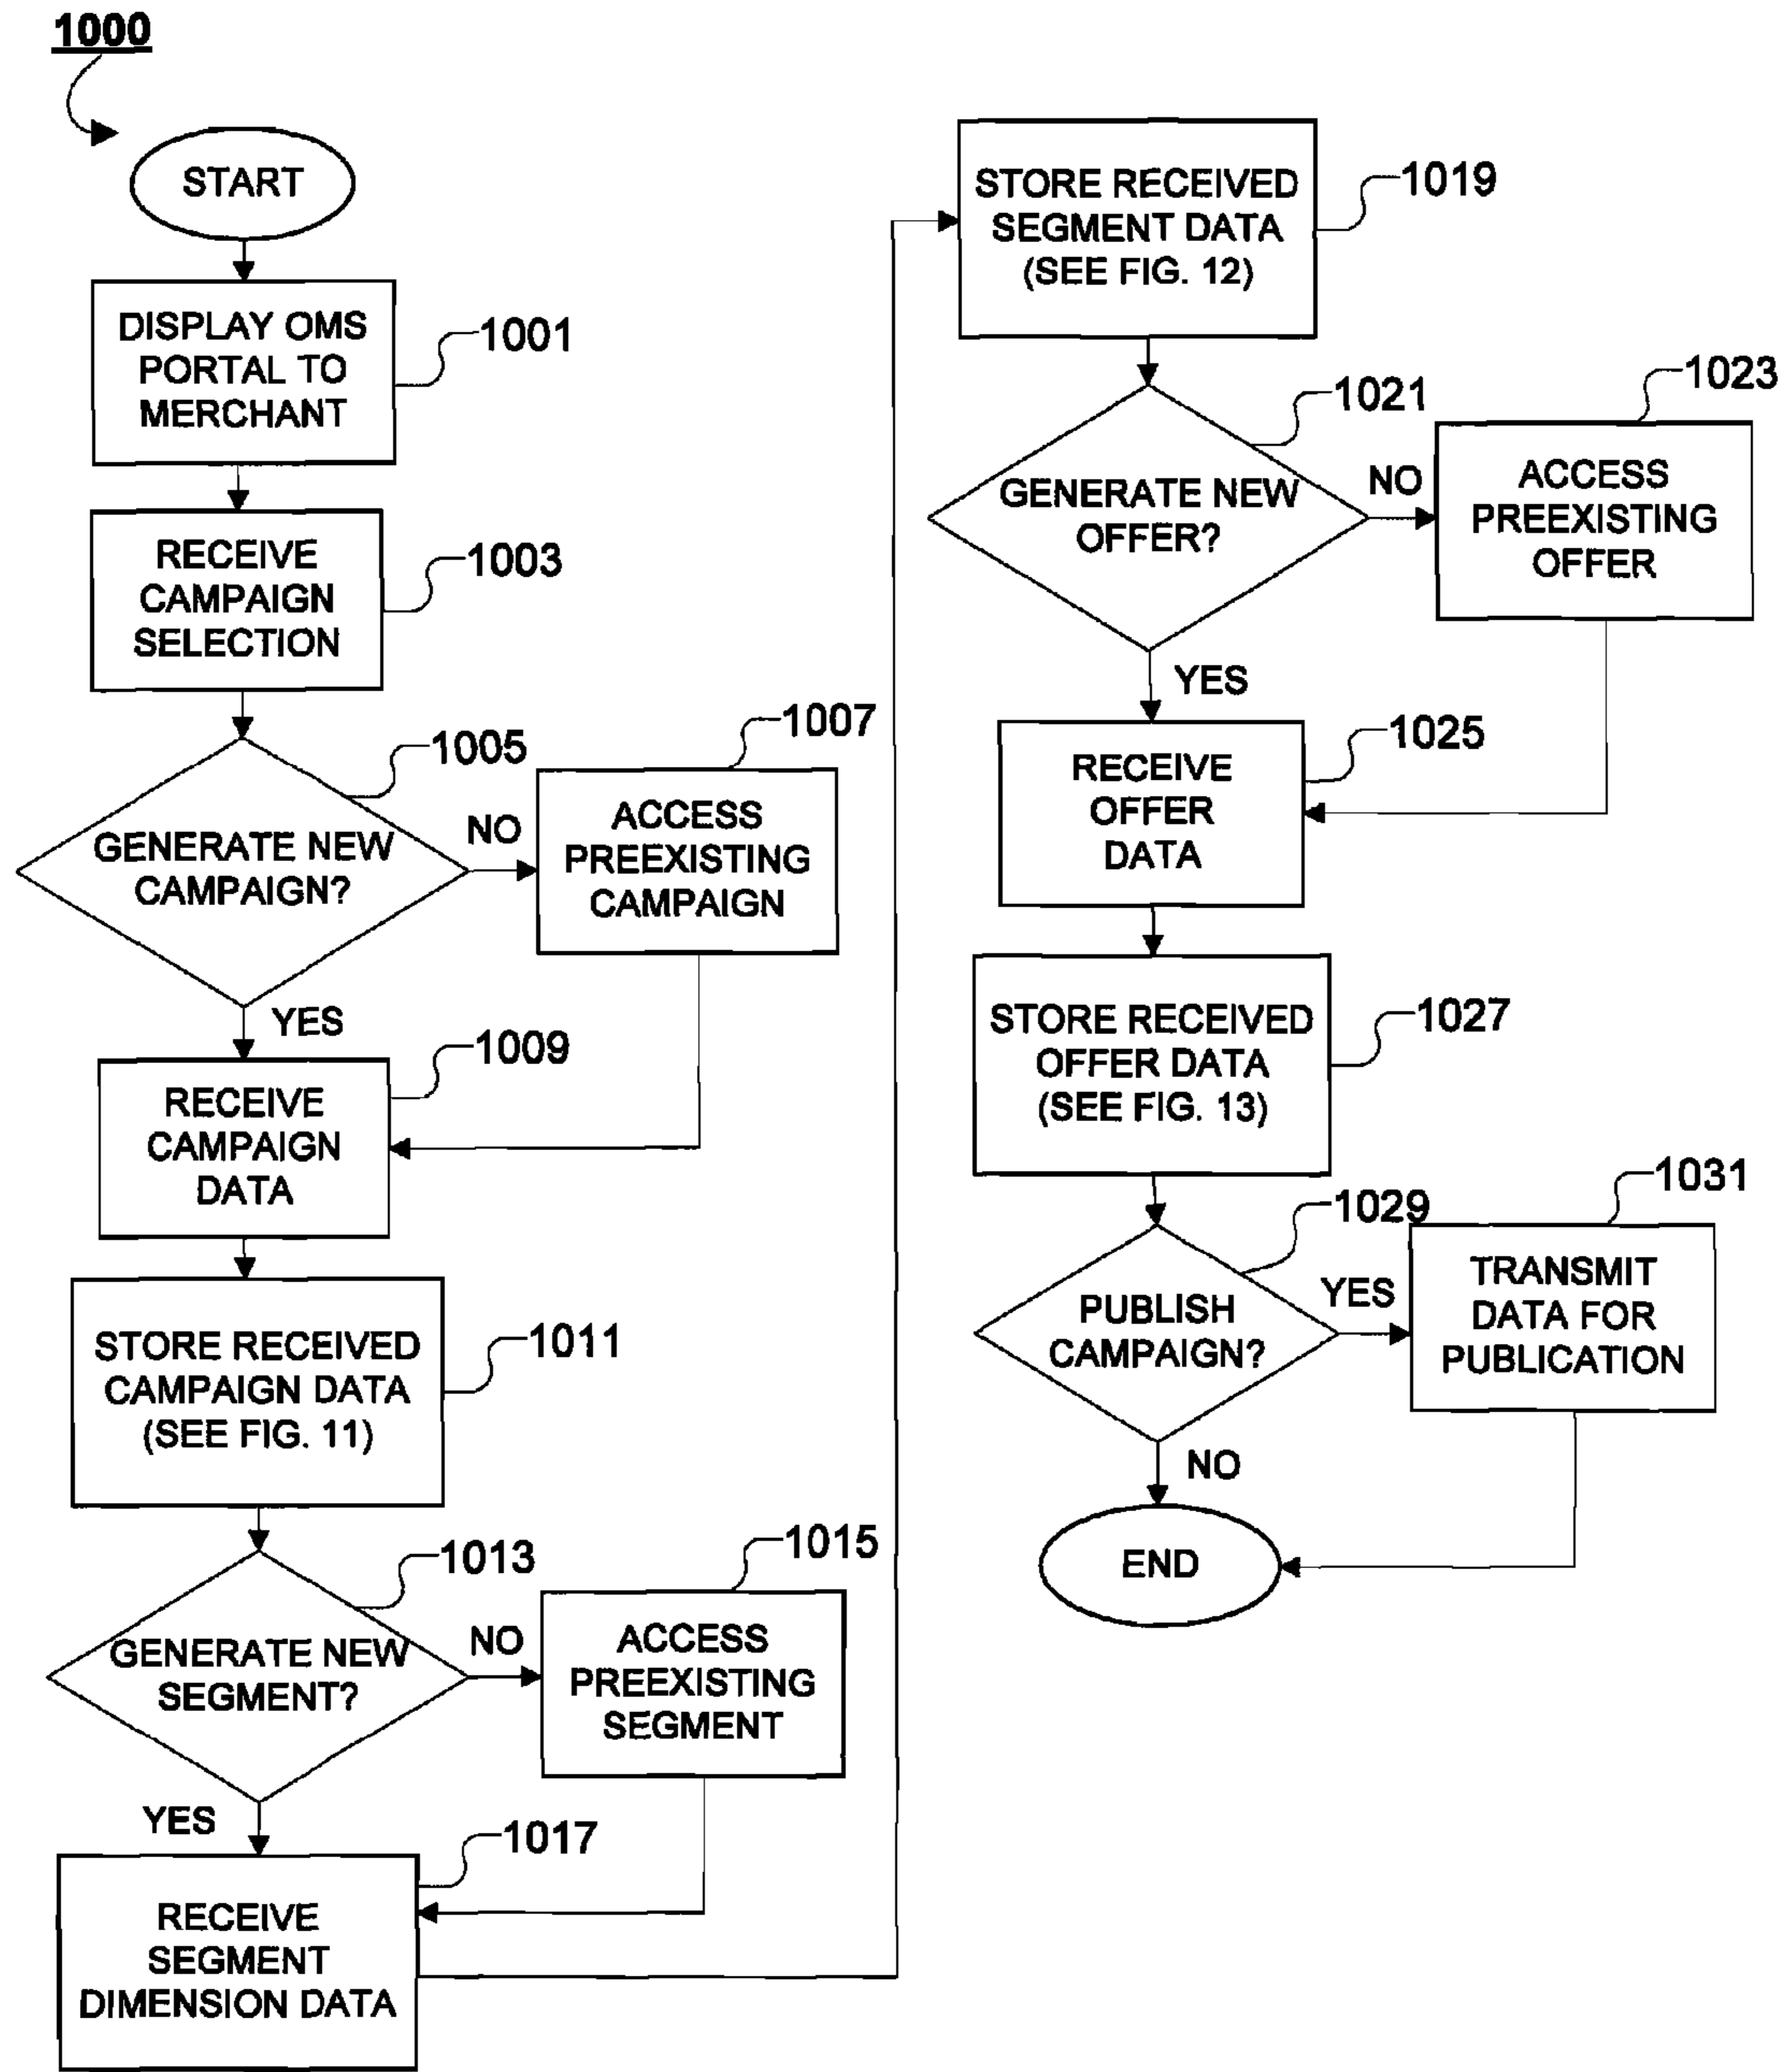 1000
START
DISPLAY OMS
PORTAL TO
MERCHANT
1001
RECEIVE
CAMPAIGN
SELECTION
1003
GENERATE NEW
CAMPAIGN?
1005
NO
ACCESS
PREEXISTING
CAMPAIGN
1007
YES
RECEIVE
CAMPAIGN
DATA
1009
STORE RECEIVED
CAMPAIGN DATA
(SEE FIG. 11)
1011
GENERATE NEW
SEGMENT?
1013
NO
ACCESS
PREEXISTING
SEGMENT
1015
YES
RECEIVE
SEGMENT
DIMENSION DATA
1017
STORE RECEIVED
SEGMENT DATA
(SEE FIG. 12)
1019
GENERATE NEW
OFFER?
1021
NO
ACCESS
PREEXISTING
OFFER
1023
YES
RECEIVE
OFFER
DATA
1025
STORE RECEIVED
OFFER DATA
(SEE FIG. 13)
1027
PUBLISH
CAMPAIGN?
1029
YES
TRANSMIT
DATA FOR
PUBLICATION
1031
NO
END